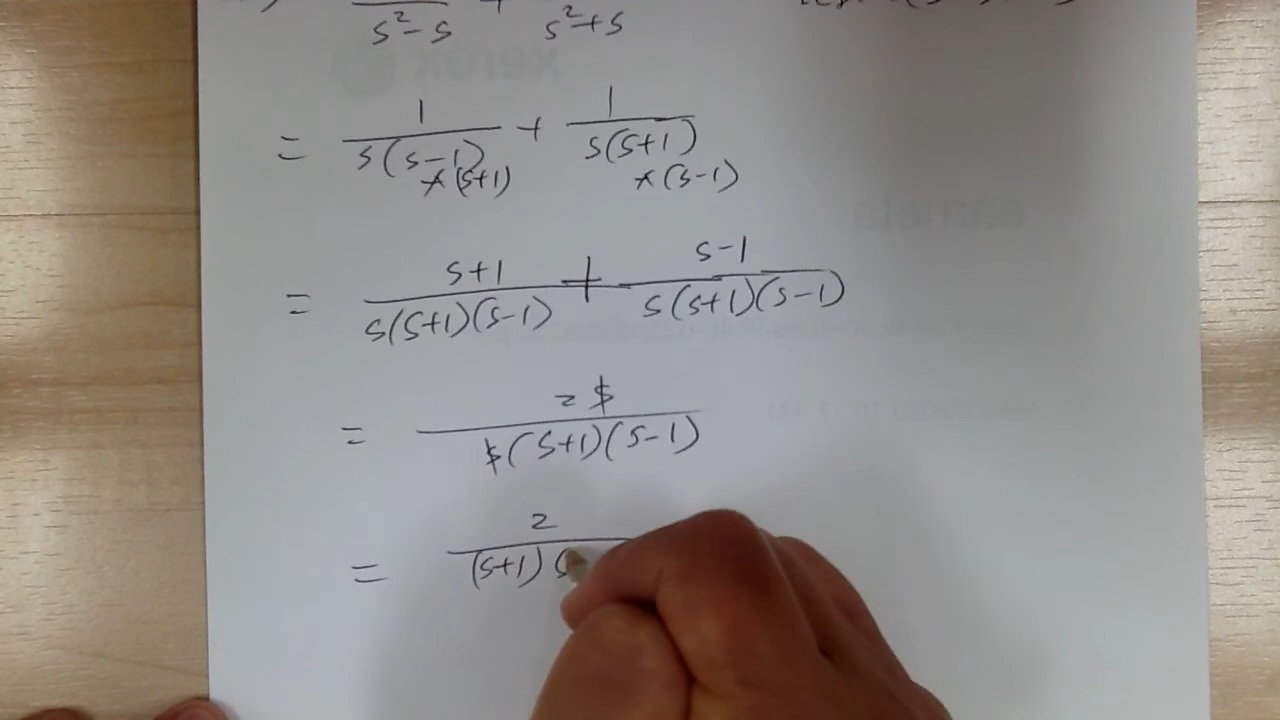 s²-s + s²+s
= 1/s(s-1) + 1/s(s+1)
×(s+1) ×(s-1)
= s+1/s(s+1)(s-1) + s-1/s(s+1)(s-1)
= 2s/s(s+1)(s-1)
= 2/(s+1)(
xerox